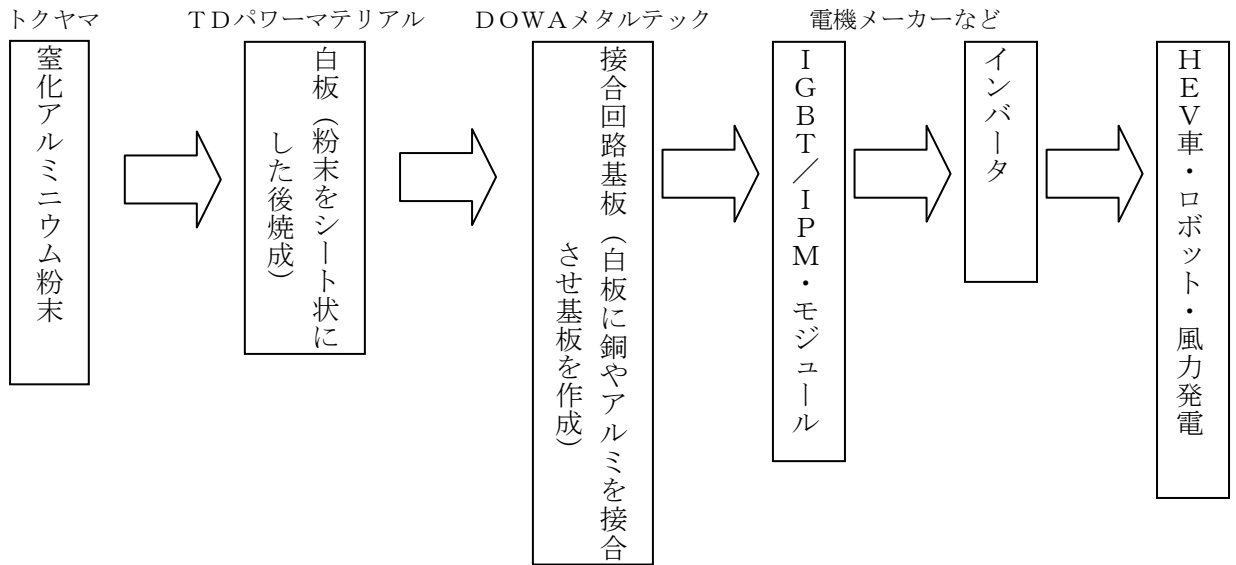 トクヤマ
TDパワーマテリアル
DOWAメタルテック
電機メーカーなど
窒化アルミニウム粉末
白板（粉末をシート状に
した後焼成）
接合回路基板（白板に銅やアルミを接合
させ基板を作成）
IGBT／IPM・モジュール
インバータ
HEV車・ロボット・風力発電